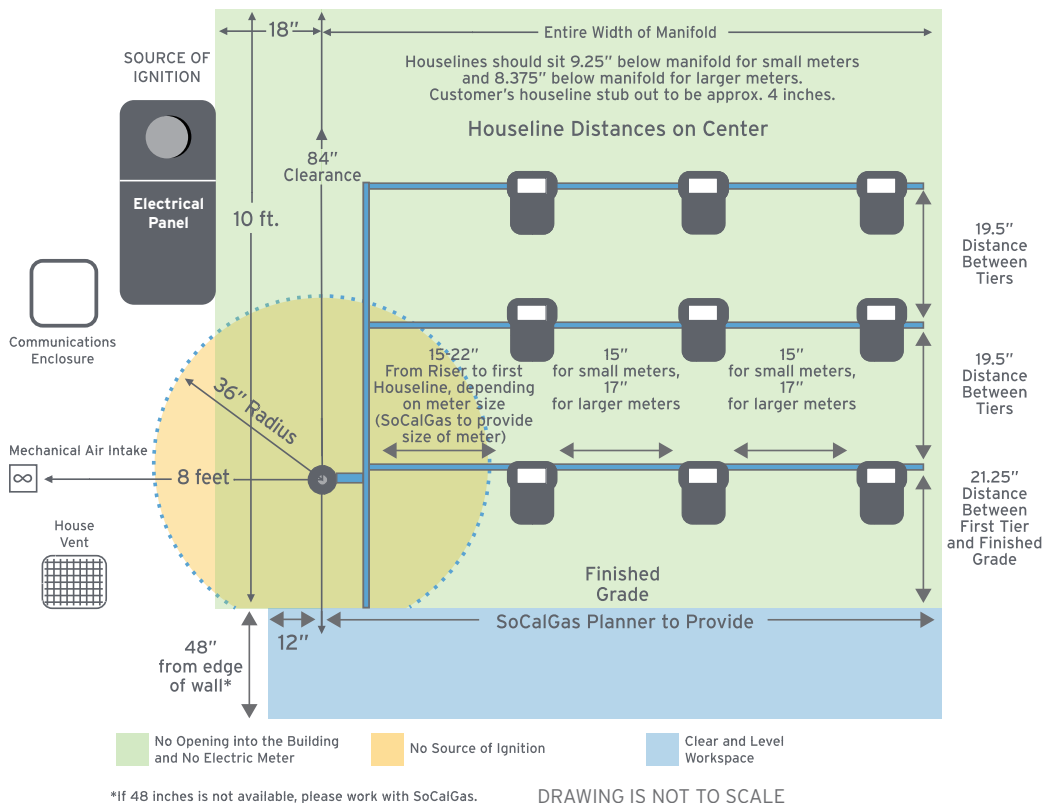 18”
Entire Width of Manifold
Houselines should sit 9.25” below manifold for small meters
and 8.375” below manifold for larger meters.
Customer’s houseline stub out to be approx. 4 inches.
SOURCE OF
IGNITION
Houseline Distances on Center
84”
Clearance
Electrical
Panel
10 ft.
19.5”
Distance
Between
Tiers
Communications
Enclosure
15-22”
From Riser to first
Houseline, depending
on meter size
(SoCalGas to provide
size of meter)
15”
for small meters,
17”
for larger meters
15”
for small meters,
17”
for larger meters
19.5”
Distance
Between
Tiers
36” Radius
Mechanical Air Intake
8 feet
21.25”
Distance
Between
First Tier
and Finished
Grade
House
Vent
Finished
Grade
SoCalGas Planner to Provide
12”
48”
from edge
of wall*
No Opening into the Building
and No Electric Meter
No Source of Ignition
Clear and Level
Workspace
*If 48 inches is not available, please work with SoCalGas.
DRAWING IS NOT TO SCALE